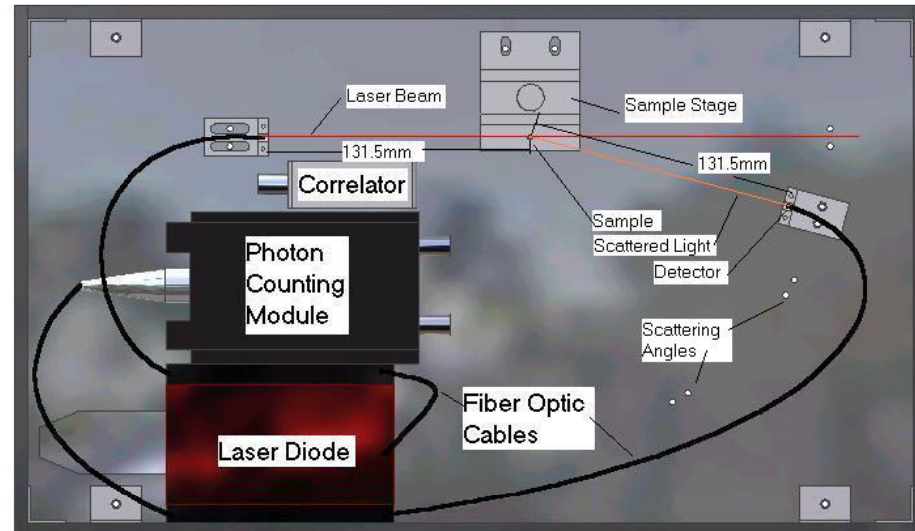 Laser Beam
Sample Stage
131.5mm
131.5mm
Correlator
Sample
Scattered Light
Detector
Photon
Counting
Module
Scattering
Angles
Fiber Optic
Cables
Laser Diode